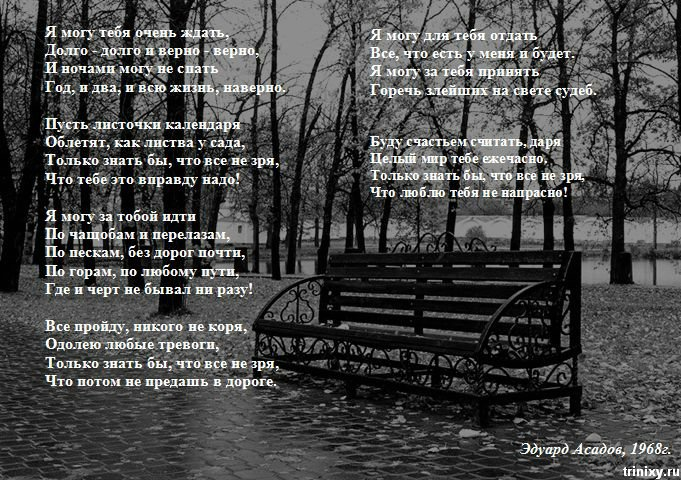 Я могу тебя очень ждать,
Долго - долго и верно - верно,
И ночами могу не спать
Год, и два, и всю жизнь, наверно.
Пусть листочки календаря
Облетят, как листва у сада,
Только знать бы, что все не зря,
Что тебе это вправду надо!
Я могу за тобой идти
По чащобам и перелазам,
По пескам, без дорог почти,
По горам, по любому пути,
Где и черт не бывал ни разу!
Все пройду, никого не коря,
Одолею любые тревоги,
Только знать бы, что все не зря,
Что потом не предашь в дороге.
Я могу для тебя отдать
Все, что есть у меня и будет.
Я могу за тебя принять
Горечь злейших на свете судеб.
Буду счастьем считать, даря
Целый мир тебе ежечасно.
Только знать бы, что все не зря,
Что люблю тебя не напрасно!
Эдуард Асадов, 1968г.
trinixy.ru